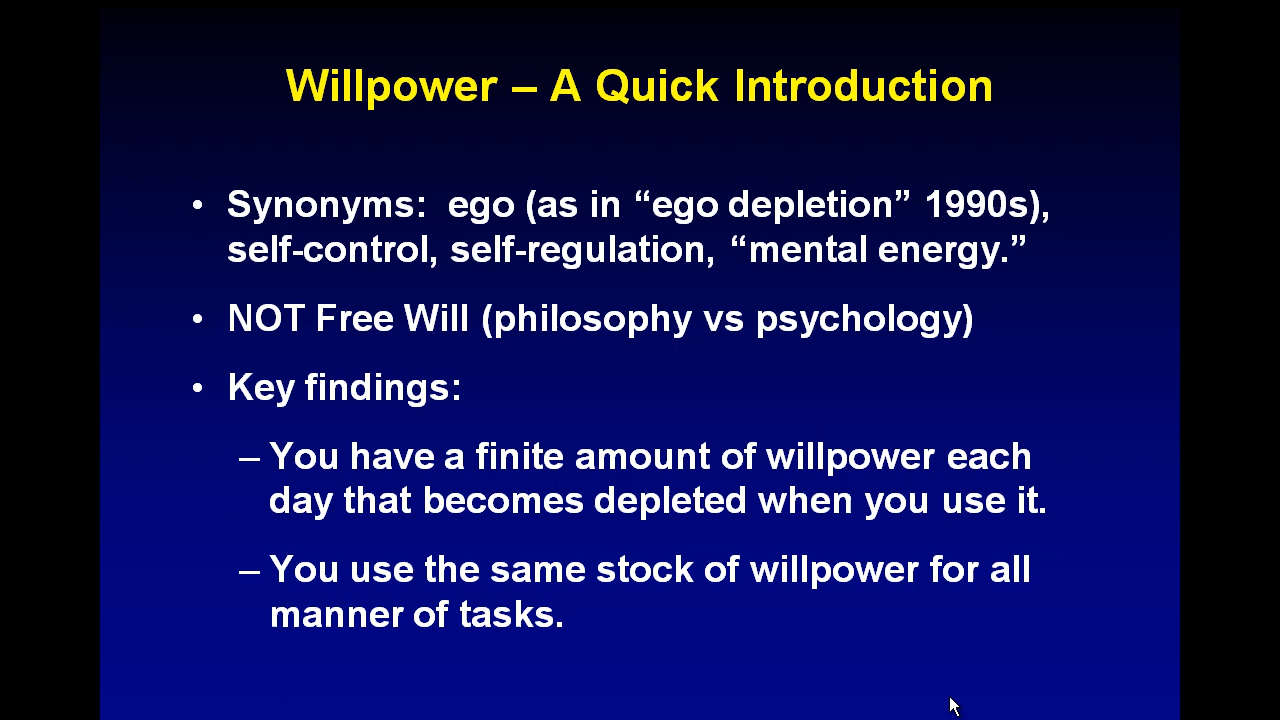 Willpower – A Quick Introduction
• Synonyms:  ego (as in “ego depletion” 1990s),
self-control, self-regulation, “mental energy.”
• NOT Free Will (philosophy vs psychology)
• Key findings:
– You have a finite amount of willpower each
day that becomes depleted when you use it.
– You use the same stock of willpower for all
manner of tasks.